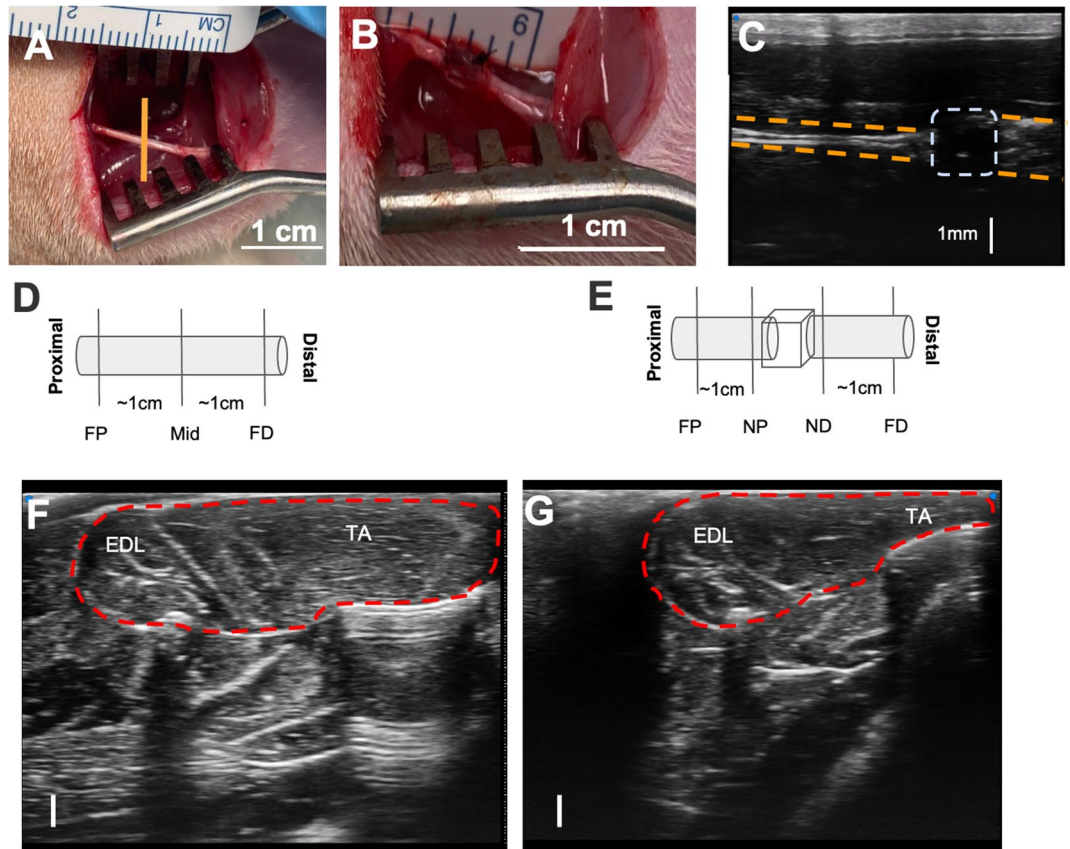 A
2
1
CM
1 cm
B
9
1 cm
C
1mm
D
Proximal
Distal
~1cm
~1cm
FP
Mid
FD
E
Proximal
Distal
~1cm
~1cm
FP
NP
ND
FD
F
EDL
TA
G
EDL
TA